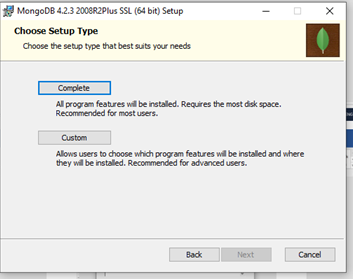 MongoDB 4.2.3 2008R2Plus SSL (64 bit) Setup
Choose Setup Type
Choose the setup type that best suits your needs
Complete
All program features will be installed. Requires the most disk space.
Recommended for most users.
Custom
Allows users to choose which program features will be installed and where
they will be installed. Recommended for advanced users.
Back Next Cancel